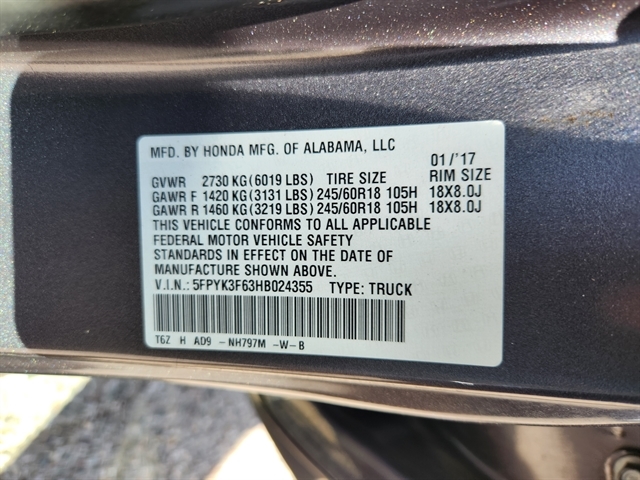 MFD. BY HONDA MFG. OF ALABAMA, LLC 01/'17
GVWR 2730 KG(6019 LBS) TIRE SIZE RIM SIZE
GAWR F 1420 KG(3131 LBS) 245/60R18 105H 18X8.0J
GAWR R 1460 KG(3219 LBS) 245/60R18 105H 18X8.0J
THIS VEHICLE CONFORMS TO ALL APPLICABLE
FEDERAL MOTOR VEHICLE SAFETY
STANDARDS IN EFFECT ON THE DATE OF
MANUFACTURE SHOWN ABOVE.
V.I.N.: 5FPYK3F63HB024355 TYPE: TRUCK
T6Z H AD9 -NH797M -W-B